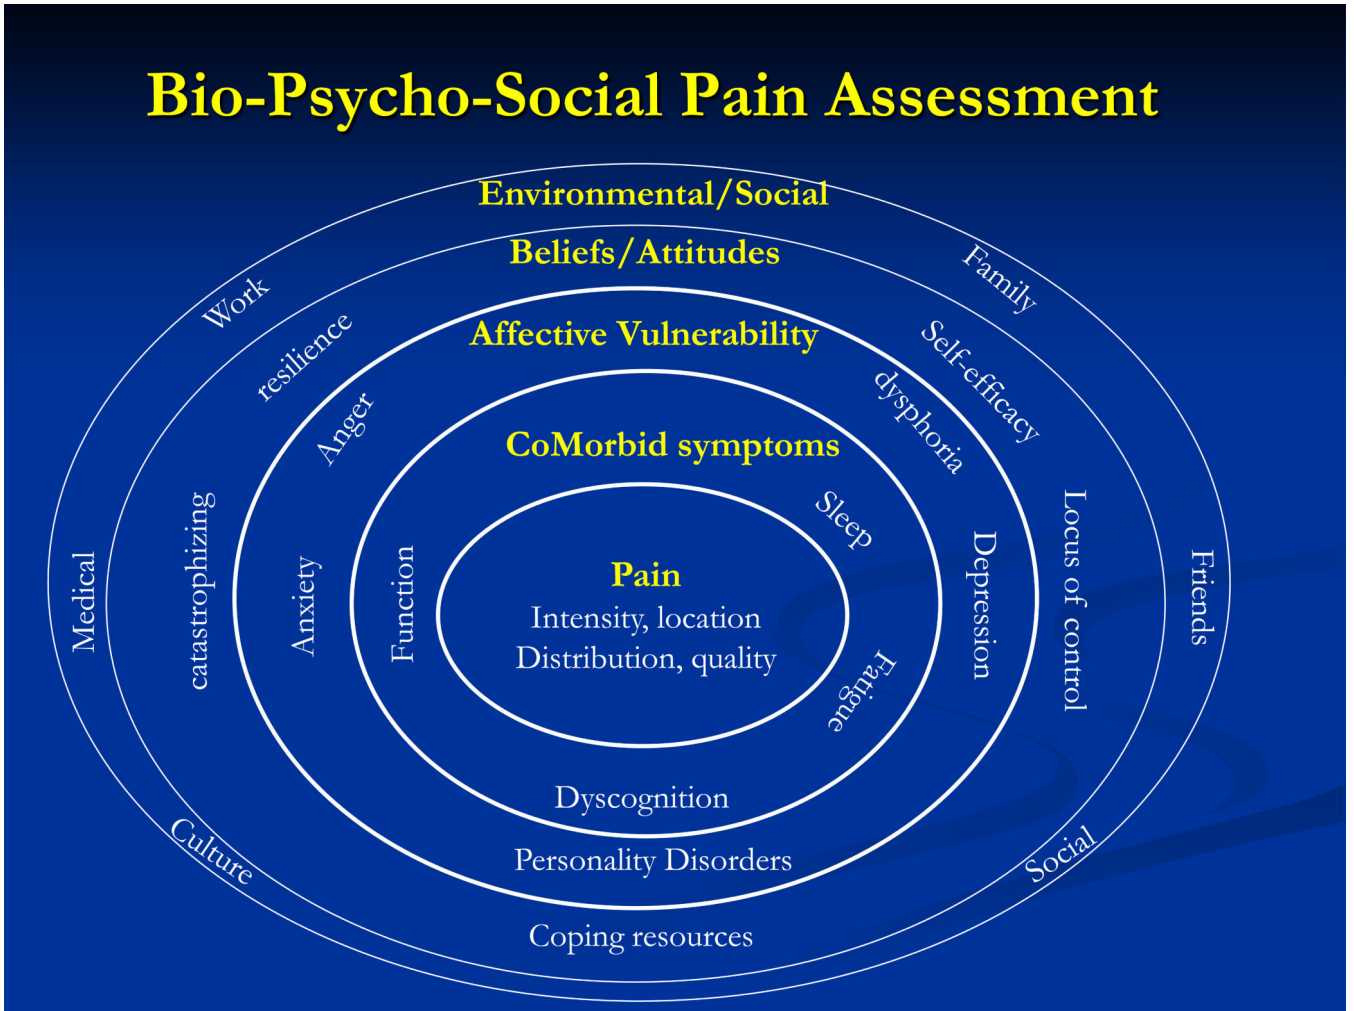 Bio-Psycho-Social Pain Assessment
Environmental/Social
Work
Family
Medical
Friends
Culture
Social
Beliefs/Attitudes
resilience
Self-efficacy
catastrophizing
Locus of control
Coping resources
Affective Vulnerability
Anger
dysphoria
Anxiety
Depression
Personality Disorders
CoMorbid symptoms
Sleep
Function
Fatigue
Dyscognition
Pain
Intensity, location
Distribution, quality